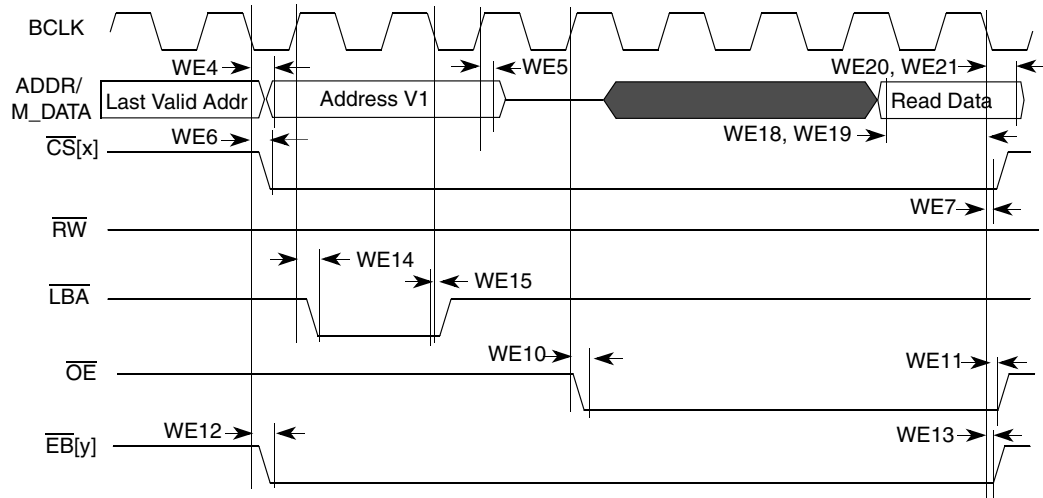 BCLK
WE4
WE5
WE20, WE21
ADDR/
M_DATA
Last Valid Addr
Address V1
Read Data
WE6
WE18, WE19
CS[x]
WE7
RW
WE14
WE15
LBA
WE10
WE11
OE
WE12
WE13
EB[y]